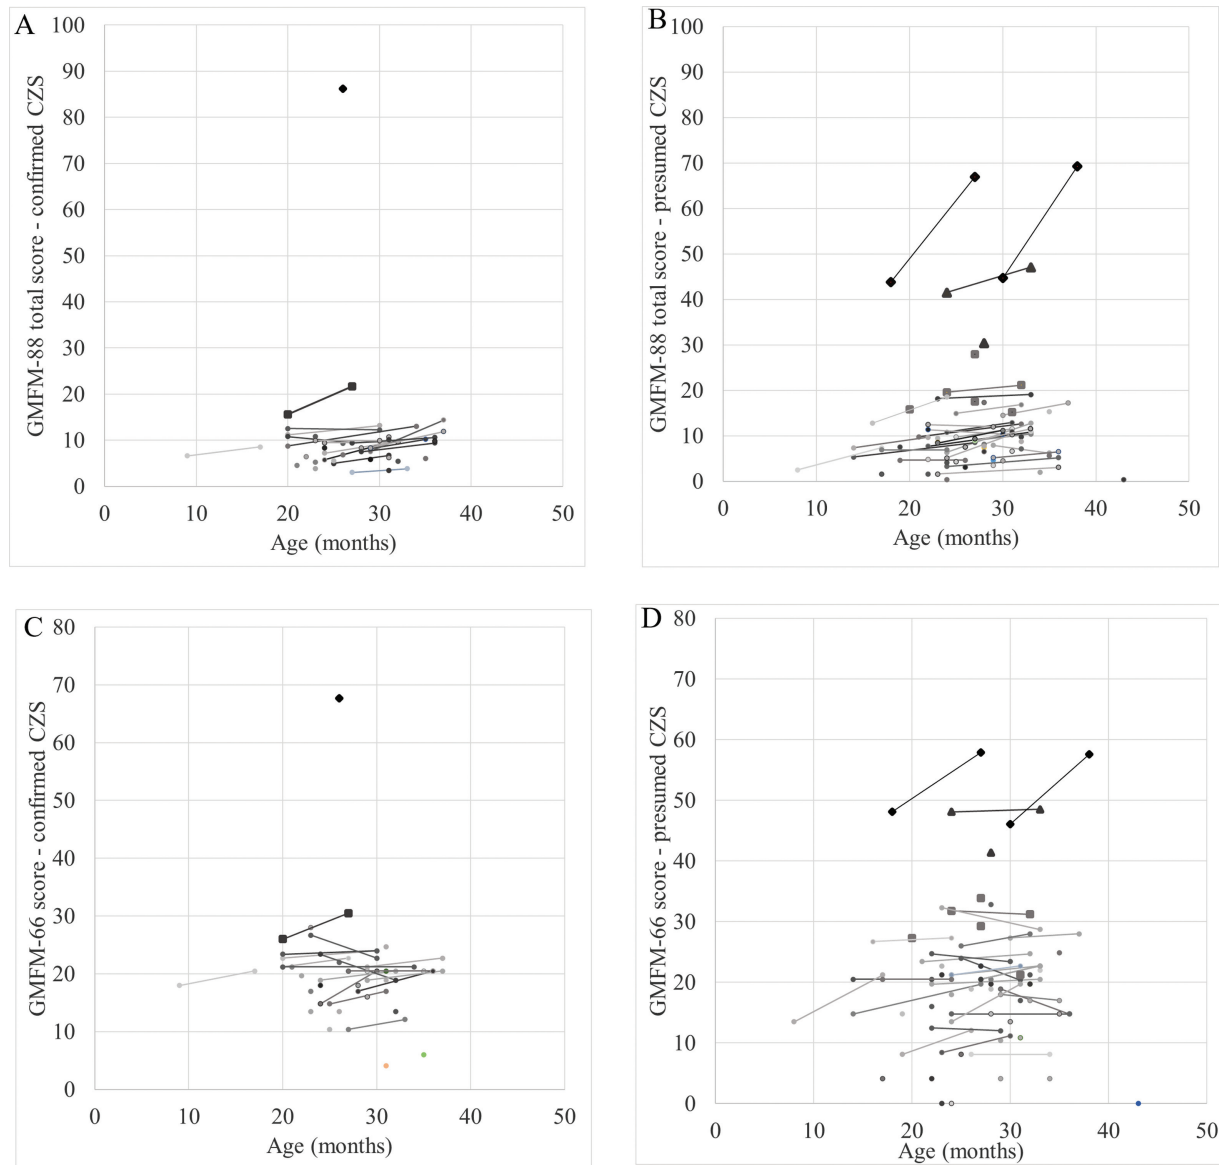 A
GMFM-88 total score - confirmed CZS
100
90
80
70
60
50
40
30
20
10
0
0 10 20 30 40 50
Age (months)
B
GMFM-88 total score - presumed CZS
100
90
80
70
60
50
40
30
20
10
0
0 10 20 30 40 50
Age (months)
C
GMFM-66 score - confirmed CZS
80
70
60
50
40
30
20
10
0
0 10 20 30 40 50
Age (months)
D
GMFM-66 score - presumed CZS
80
70
60
50
40
30
20
10
0
0 10 20 30 40 50
Age (months)